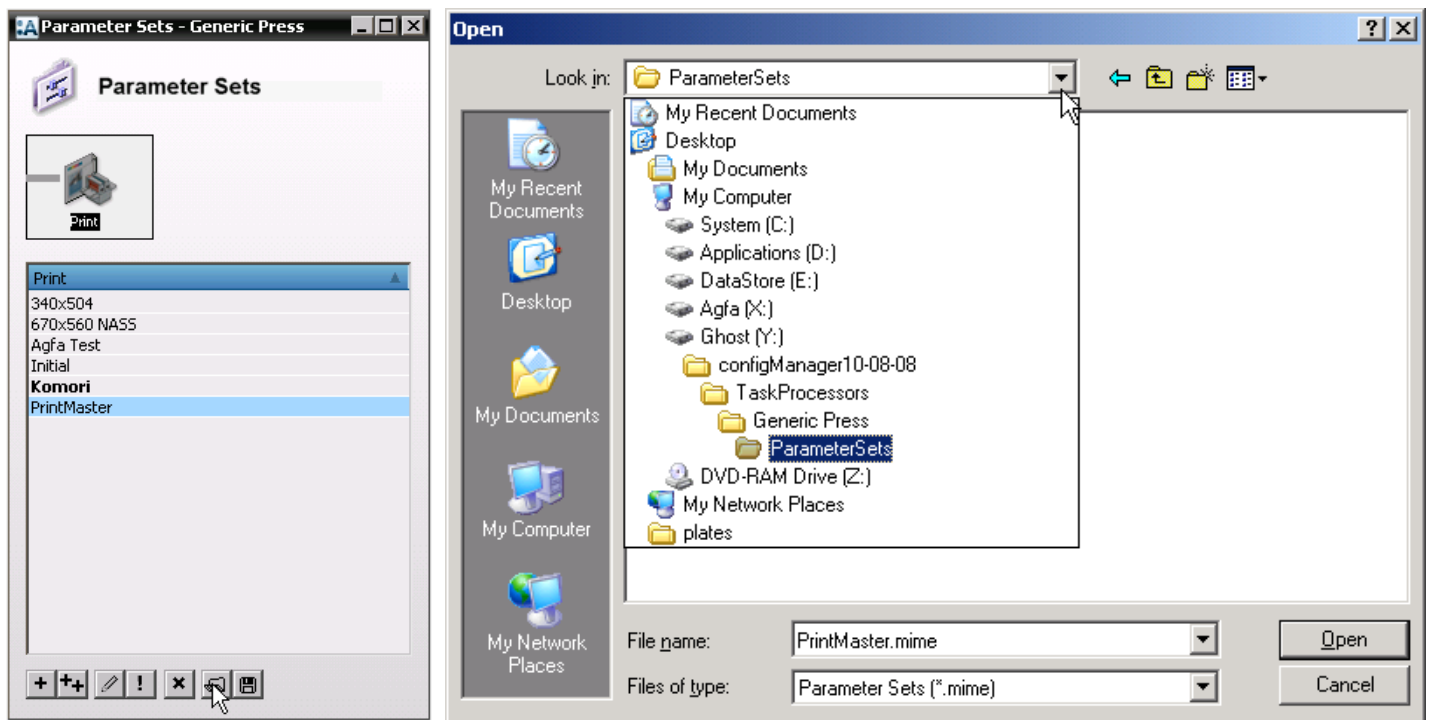 Parameter Sets - Generic Press
Parameter Sets
Print
Print
340x504
670x560 NASS
Agfa Test
Initial
Komori
PrintMaster
Open
Look in:
ParameterSets
My Recent Documents
Desktop
My Documents
My Computer
System (C:)
Applications (D:)
DataStore (E:)
Agfa (X:)
Ghost (Y:)
configManager10-08-08
TaskProcessors
Generic Press
ParameterSets
DVD-RAM Drive (Z:)
My Network Places
plates
My Recent
Documents
Desktop
My Documents
My Computer
My Network
Places
File name:
PrintMaster.mime
Open
Files of type:
Parameter Sets (*.mime)
Cancel